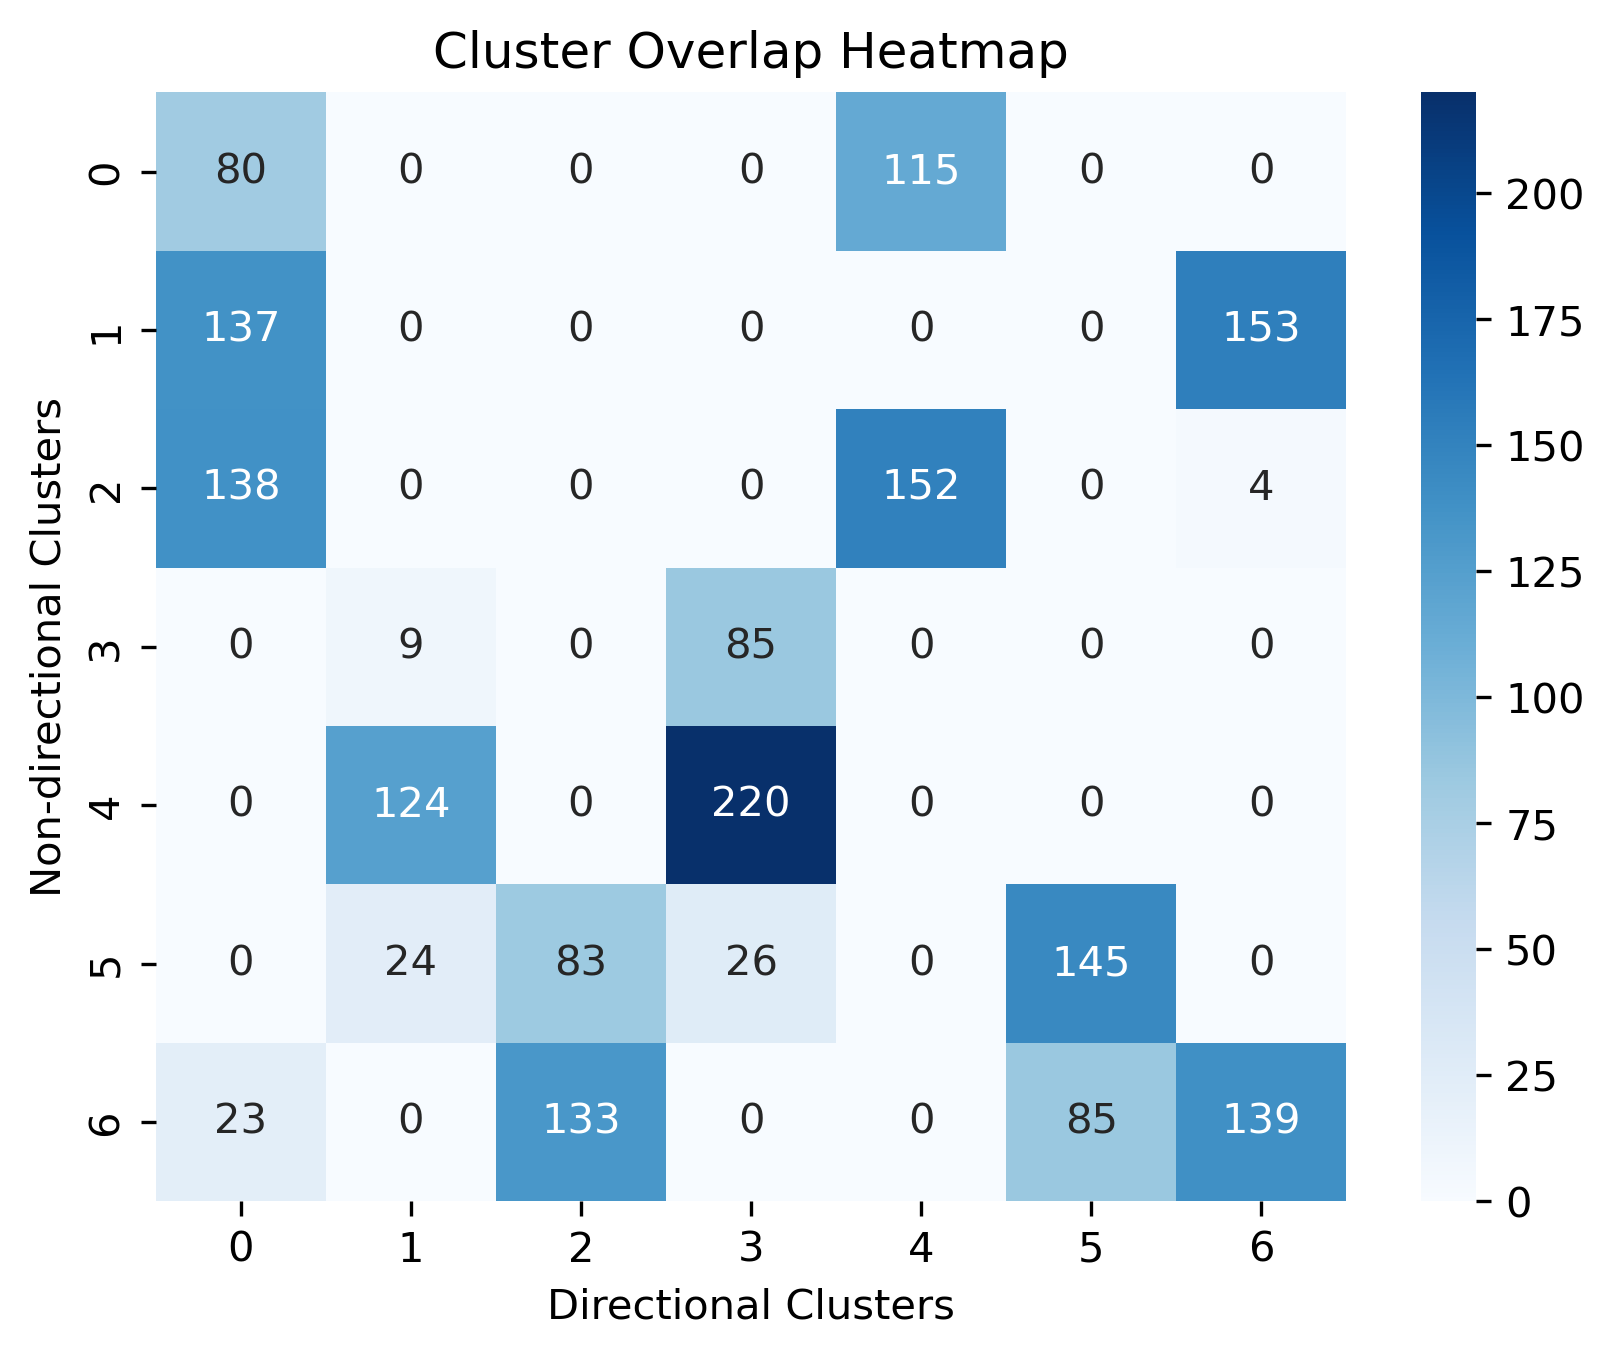 Cluster Overlap Heatmap
Non-directional Clusters
0 80 0 0 0 115 0 0
1 137 0 0 0 0 0 153
2 138 0 0 0 152 0 4
3 0 9 0 85 0 0 0
4 0 124 0 220 0 0 0
5 0 24 83 26 0 145 0
6 23 0 133 0 0 85 139
0 1 2 3 4 5 6
Directional Clusters
200
175
150
125
100
75
50
25
0